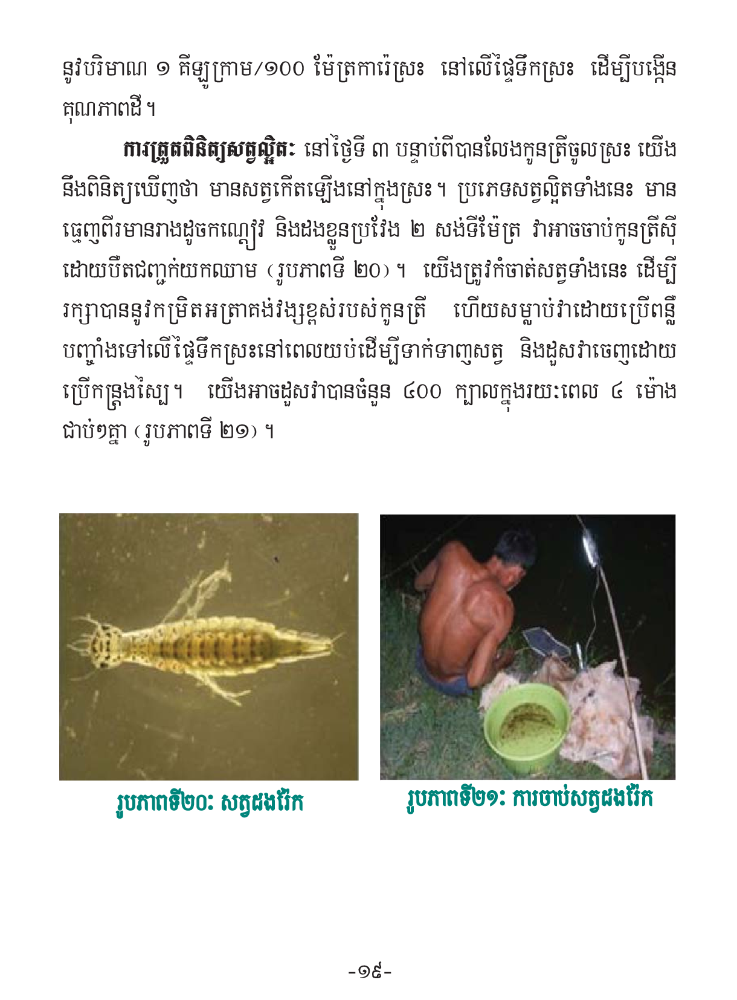 នូវបរិមាណ ១ គីឡូក្រាម/១០០ ម៉ែត្រការ៉េស្រះ នៅលើផ្ទៃទឹកស្រះ ដើម្បីបង្កើន
គុណភាពដី។
ការត្រួតពិនិត្យសត្វល្អិតៈ នៅថ្ងៃទី ៣ បន្ទាប់ពីបានលែងកូនត្រីចូលស្រះ យើង
នឹងពិនិត្យឃើញថា មានសត្វកើតឡើងនៅក្នុងស្រះ។ ប្រភេទសត្វល្អិតទាំងនេះ មាន
ធ្មេញពីរមានរាងដូចកណ្តៀវ និងដងខ្លួនប្រវែង ២ សង់ទីម៉ែត្រ វាអាចចាប់កូនត្រីស៊ី
ដោយបឺតជញ្ជក់យកឈាម (រូបភាពទី ២០)។ យើងត្រូវកំចាត់សត្វទាំងនេះ ដើម្បី
រក្សាបាននូវកម្រិតអត្រាគង់វង្សខ្ពស់របស់កូនត្រី ហើយសម្លាប់វាដោយប្រើពន្លឺ
បញ្ចាំងទៅលើផ្ទៃទឹកស្រះនៅពេលយប់ដើម្បីទាក់ទាញសត្វ និងដួសវាចេញដោយ
ប្រើកន្ត្រងស្បៃ។ យើងអាចដួសវាបានចំនួន ៤០០ ក្បាលក្នុងរយៈពេល ៤ ម៉ោង
ជាប់ៗគ្នា (រូបភាពទី ២១)។
រូបភាពទី២០ៈ សត្វដងរ៉ែក
រូបភាពទី២១ៈ ការចាប់សត្វដងរ៉ែក
-១៩-